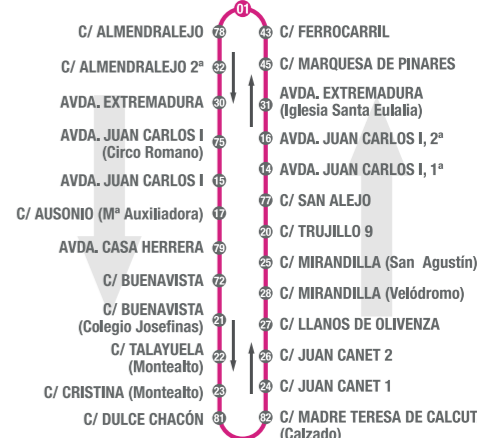 01
C/ ALMENDRALEJO 78
C/ ALMENDRALEJO 2ª 32
AVDA. EXTREMADURA 30
AVDA. JUAN CARLOS I
(Circo Romano) 75
AVDA. JUAN CARLOS I 15
C/ AUSONIO (Mª Auxiliadora) 17
AVDA. CASA HERRERA 79
C/ BUENAVISTA 72
C/ BUENAVISTA
(Colegio Josefinas) 21
C/ TALAYUELA
(Montealto) 22
C/ CRISTINA (Montealto) 23
C/ DULCE CHACÓN 81
43 C/ FERROCARRIL
45 C/ MARQUESA DE PINARES
31 AVDA. EXTREMADURA
(Iglesia Santa Eulalia)
16 AVDA. JUAN CARLOS I, 2ª
14 AVDA. JUAN CARLOS I, 1ª
77 C/ SAN ALEJO
20 C/ TRUJILLO 9
25 C/ MIRANDILLA (San Agustín)
28 C/ MIRANDILLA (Velódromo)
27 C/ LLANOS DE OLIVENZA
26 C/ JUAN CANET 2
24 C/ JUAN CANET 1
82 C/ MADRE TERESA DE CALCUT
(Calzado)